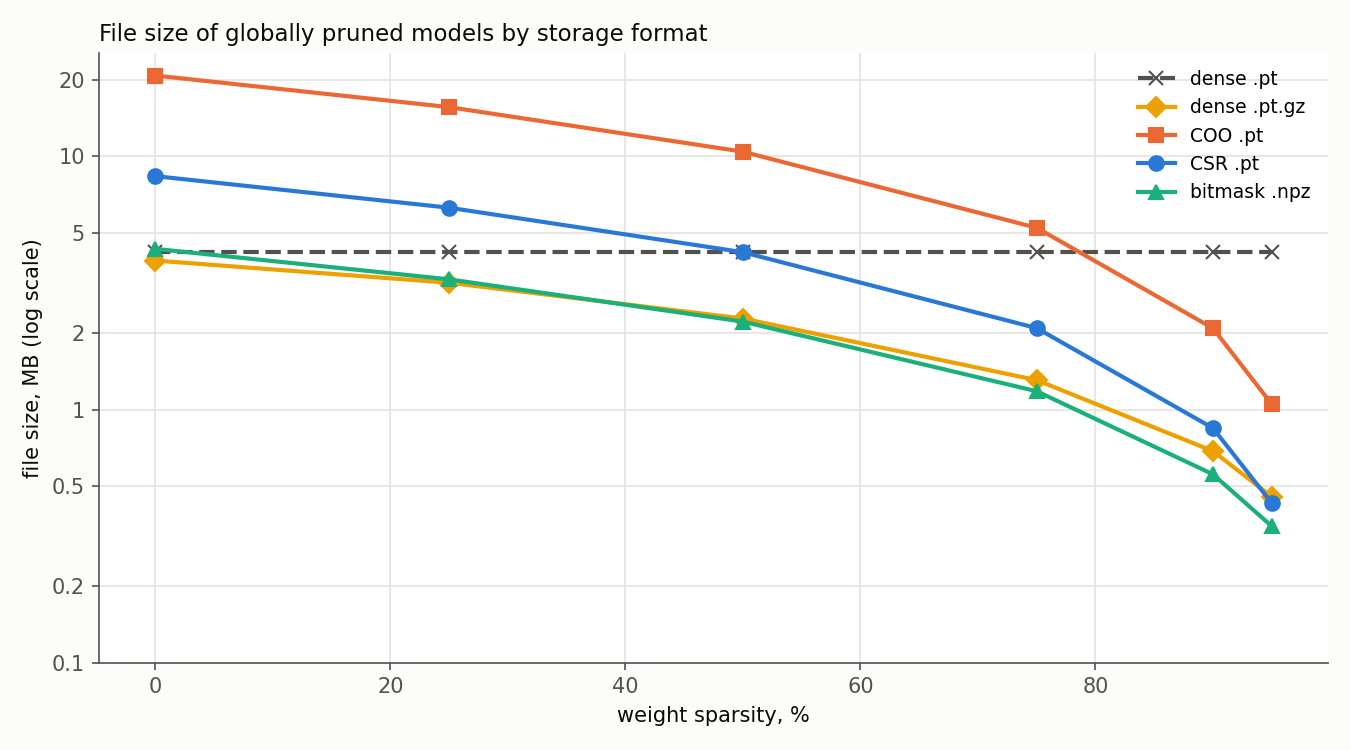 File size of globally pruned models by storage format
dense .pt
dense .pt.gz
COO .pt
CSR .pt
bitmask .npz
file size, MB (log scale)
20
10
5
2
1
0.5
0.2
0.1
0 20 40 60 80
weight sparsity, %